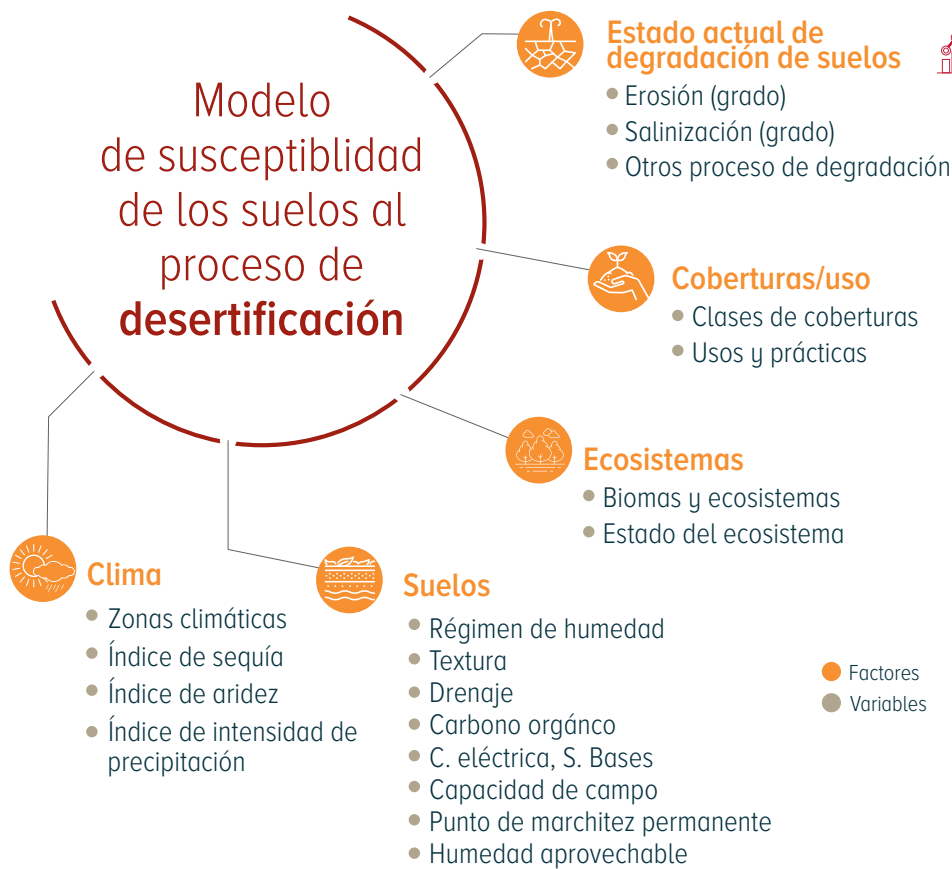 Modelo
de susceptiblidad
de los suelos al
proceso de
desertificación
Estado actual de
degradación de suelos
Erosión (grado)
Salinización (grado)
Otros proceso de degradación
Coberturas/uso
Clases de coberturas
Usos y prácticas
Ecosistemas
Biomas y ecosistemas
Estado del ecosistema
Clima
Zonas climáticas
Índice de sequía
Índice de aridez
Índice de intensidad de
precipitación
Suelos
Régimen de humedad
Textura
Drenaje
Carbono orgánco
C. eléctrica, S. Bases
Capacidad de campo
Punto de marchitez permanente
Humedad aprovechable
Factores
Variables